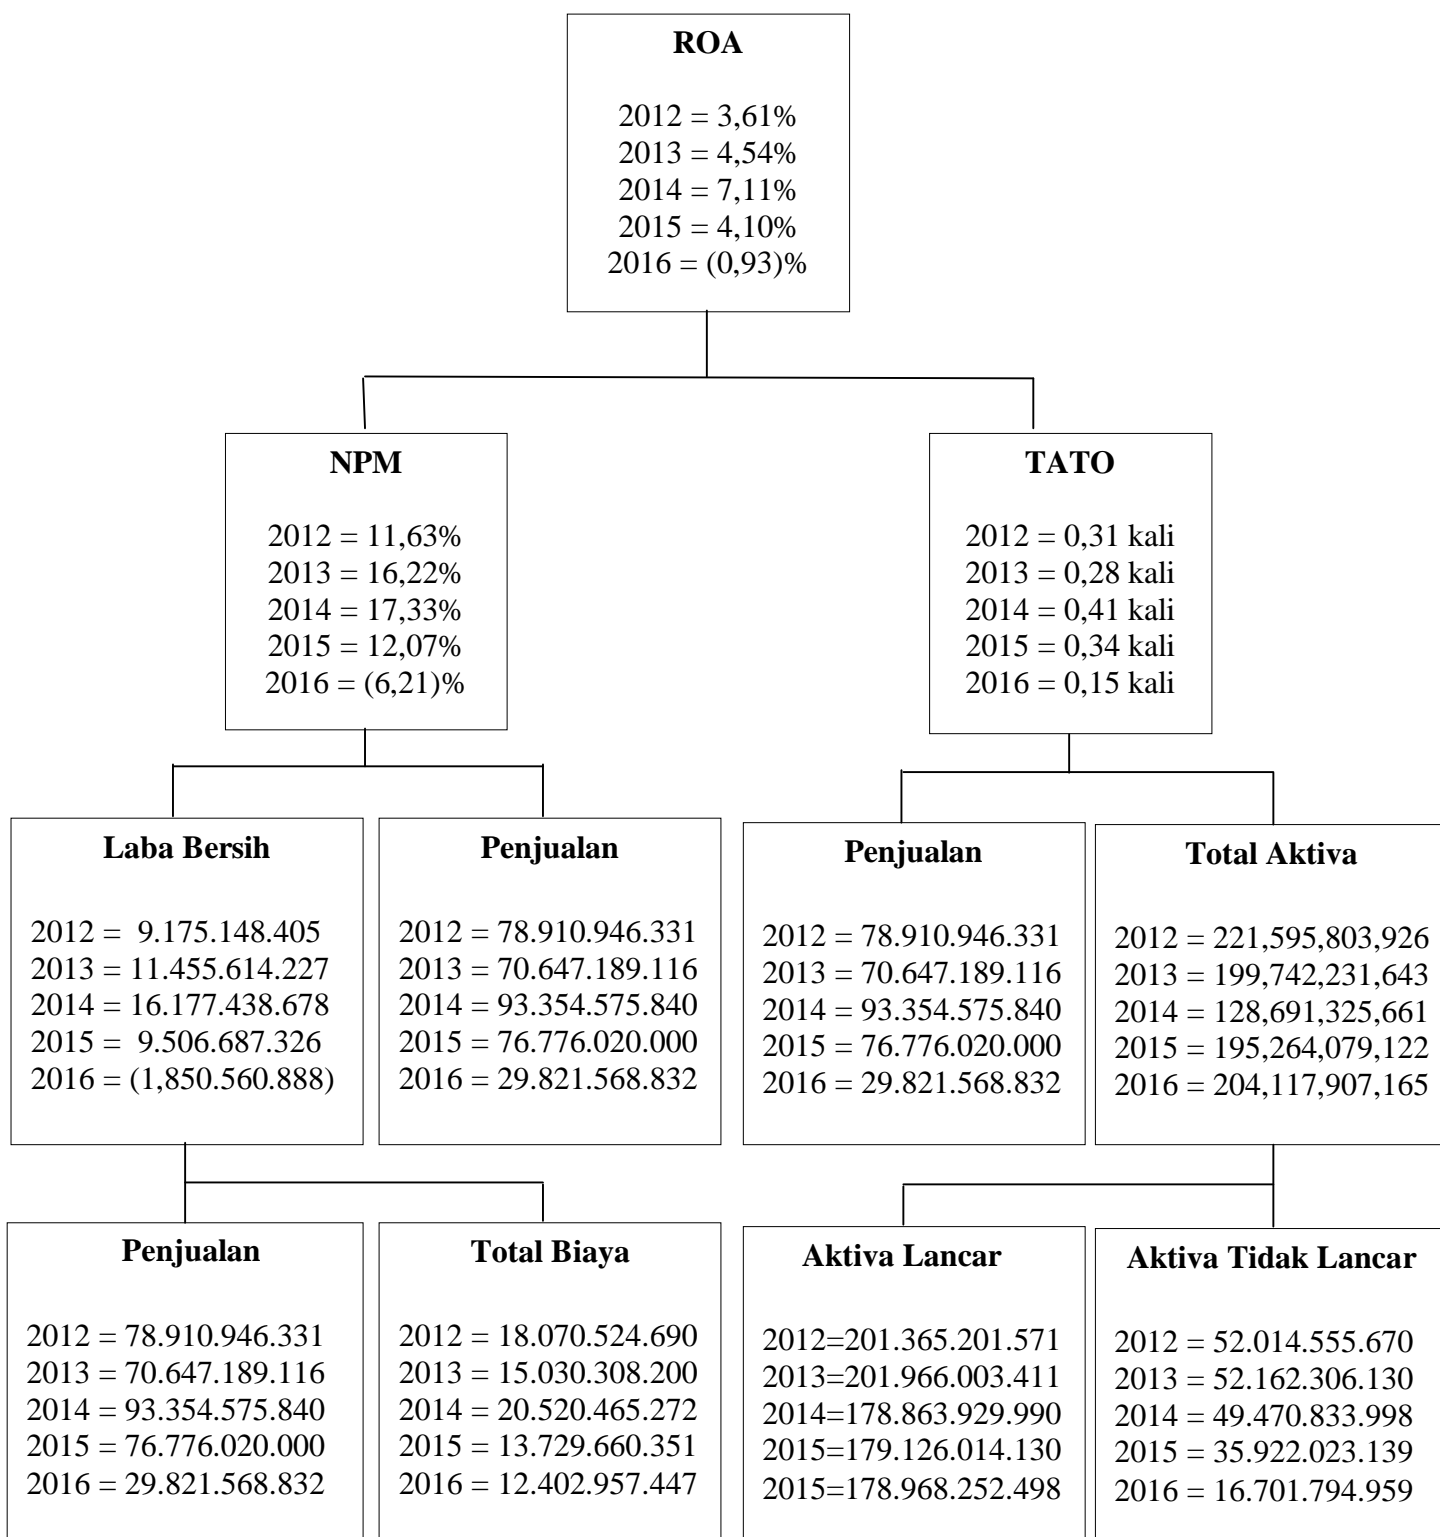 ROA
2012 = 3,61%
2013 = 4,54%
2014 = 7,11%
2015 = 4,10%
2016 = (0,93)%
NPM
2012 = 11,63%
2013 = 16,22%
2014 = 17,33%
2015 = 12,07%
2016 = (6,21)%
TATO
2012 = 0,31 kali
2013 = 0,28 kali
2014 = 0,41 kali
2015 = 0,34 kali
2016 = 0,15 kali
Laba Bersih
2012 = 9.175.148.405
2013 = 11.455.614.227
2014 = 16.177.438.678
2015 = 9.506.687.326
2016 = (1,850.560.888)
Penjualan
2012 = 78.910.946.331
2013 = 70.647.189.116
2014 = 93.354.575.840
2015 = 76.776.020.000
2016 = 29.821.568.832
Penjualan
2012 = 78.910.946.331
2013 = 70.647.189.116
2014 = 93.354.575.840
2015 = 76.776.020.000
2016 = 29.821.568.832
Total Aktiva
2012 = 221,595,803,926
2013 = 199,742,231,643
2014 = 128,691,325,661
2015 = 195,264,079,122
2016 = 204,117,907,165
Penjualan
2012 = 78.910.946.331
2013 = 70.647.189.116
2014 = 93.354.575.840
2015 = 76.776.020.000
2016 = 29.821.568.832
Total Biaya
2012 = 18.070.524.690
2013 = 15.030.308.200
2014 = 20.520.465.272
2015 = 13.729.660.351
2016 = 12.402.957.447
Aktiva Lancar
2012=201.365.201.571
2013=201.966.003.411
2014=178.863.929.990
2015=179.126.014.130
2015=178.968.252.498
Aktiva Tidak Lancar
2012 = 52.014.555.670
2013 = 52.162.306.130
2014 = 49.470.833.998
2015 = 35.922.023.139
2016 = 16.701.794.959